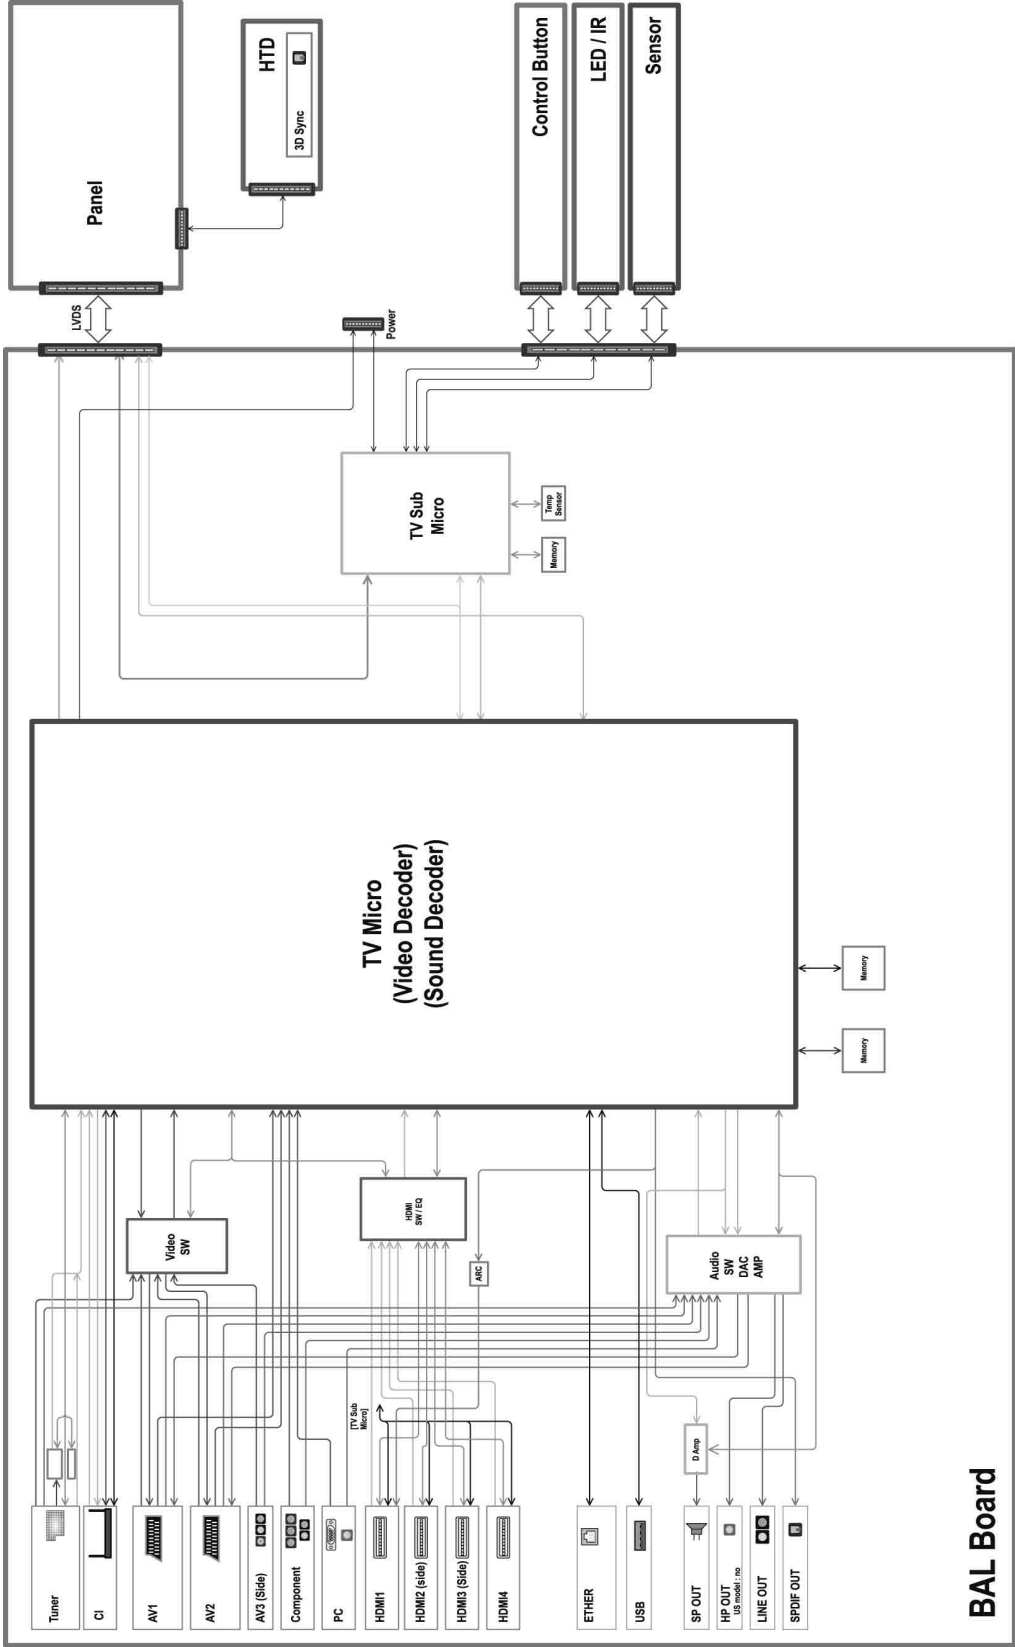 Panel
HTD
3D Sync
Control Button
LED / IR
Sensor
LVDS
Power
TV Sub
Micro
Temp
Sensor
Memory
TV Micro
(Video Decoder)
(Sound Decoder)
Memory
Memory
Video
SW
HDMI
SW / EQ
ARC
Audio
SW
DAC
AMP
[TV Sub
Micro]
D Amp
Tuner
CI
AV1
AV2
AV3 (Side)
Component
PC
HDMI1
HDMI2 (side)
HDMI3 (Side)
HDMI4
ETHER
USB
SP OUT
HP OUT
US model : no
LINE OUT
SPDIF OUT
BAL Board